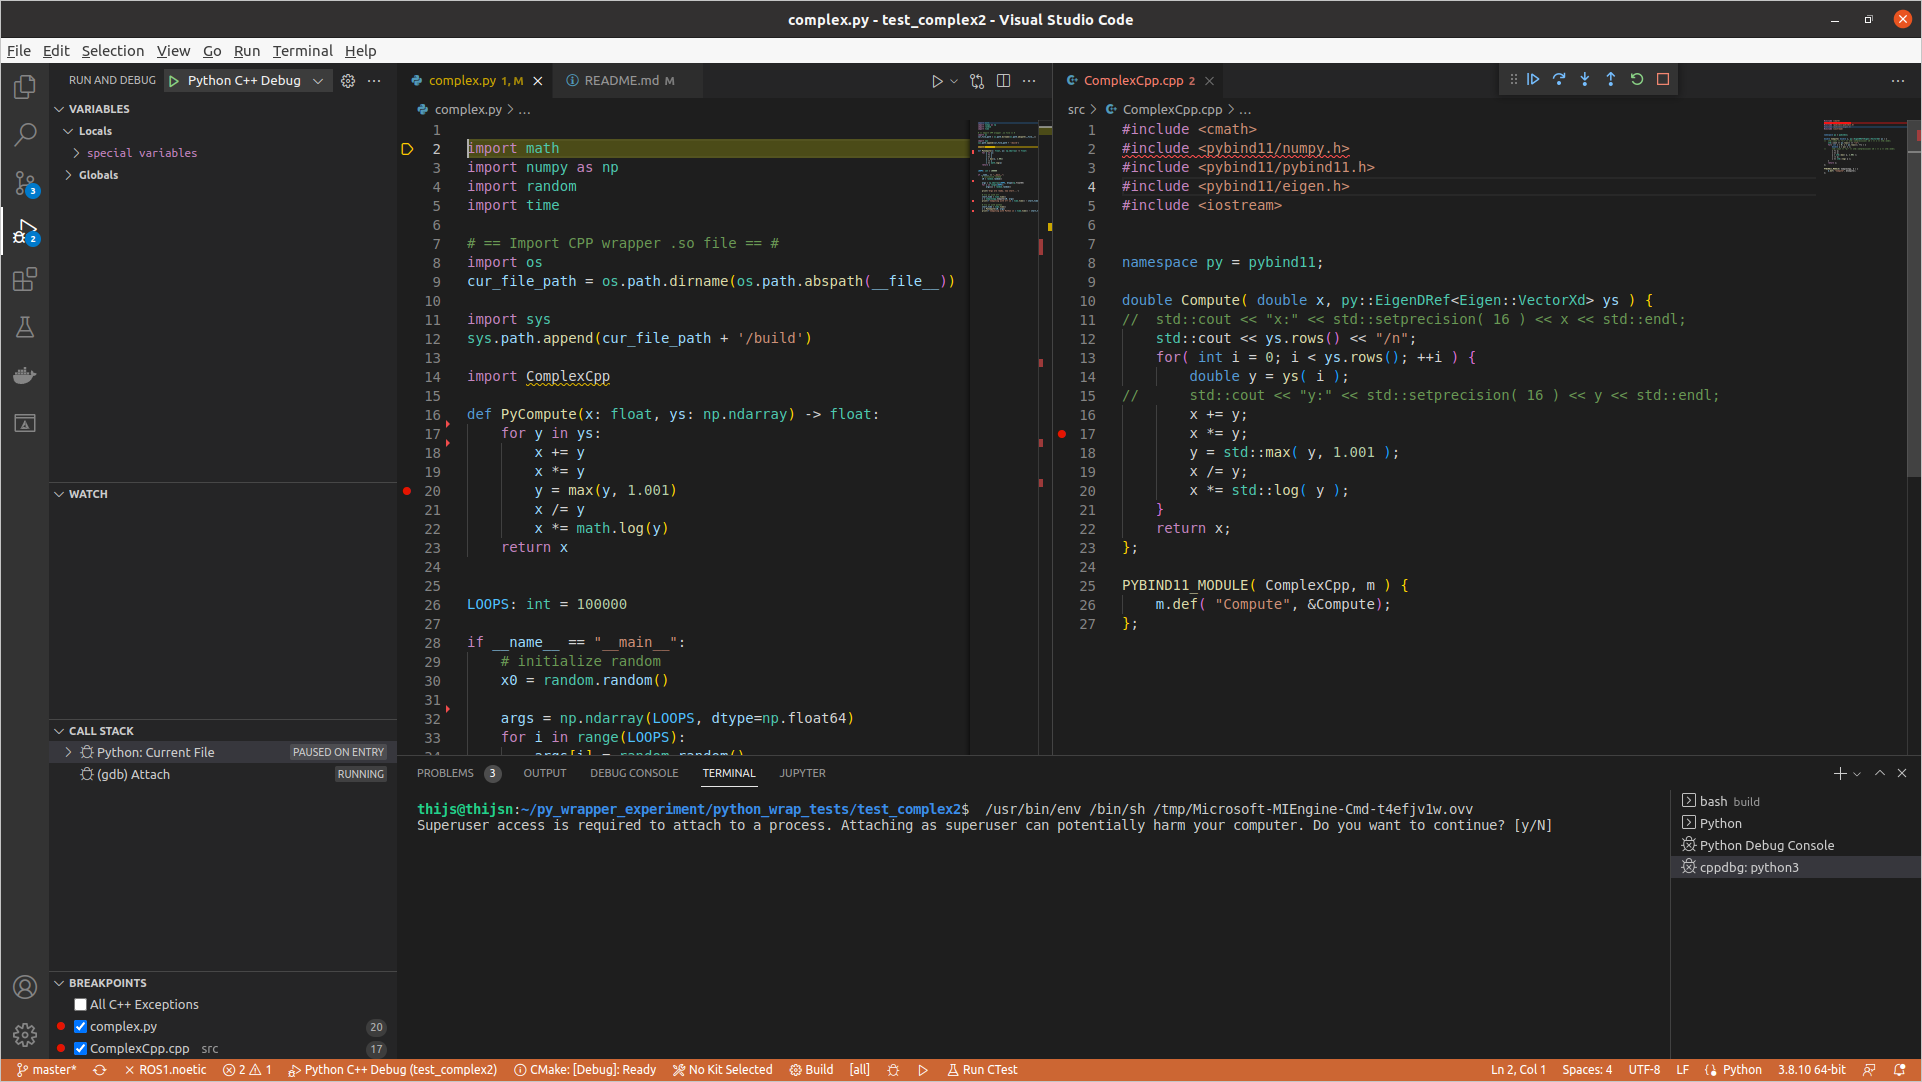 complex.py - test_complex2 - Visual Studio Code
File Edit Selection View Go Run Terminal Help
RUN AND DEBUG Python C++ Debug
VARIABLES
Locals
special variables
Globals
3
2
WATCH
CALL STACK
Python: Current File PAUSED ON ENTRY
(gdb) Attach RUNNING
BREAKPOINTS
All C++ Exceptions
complex.py 20
ComplexCpp.cpp src 17
complex.py 1, M README.md M
complex.py > ...
1
2 import math
3 import numpy as np
4 import random
5 import time
6
7 # == Import CPP wrapper .so file == #
8 import os
9 cur_file_path = os.path.dirname(os.path.abspath(__file__))
10
11 import sys
12 sys.path.append(cur_file_path + '/build')
13
14 import ComplexCpp
15
16 def PyCompute(x: float, ys: np.ndarray) -> float:
17 for y in ys:
18 x += y
19 x *= y
20 y = max(y, 1.001)
21 x /= y
22 x *= math.log(y)
23 return x
24
25
26 LOOPS: int = 100000
27
28 if __name__ == "__main__":
29 # initialize random
30 x0 = random.random()
31
32 args = np.ndarray(LOOPS, dtype=np.float64)
33 for i in range(LOOPS):
34 args[i] = random.random()
ComplexCpp.cpp 2
src > ComplexCpp.cpp > ...
1 #include <cmath>
2 #include <pybind11/numpy.h>
3 #include <pybind11/pybind11.h>
4 #include <pybind11/eigen.h>
5 #include <iostream>
6
7
8 namespace py = pybind11;
9
10 double Compute( double x, py::EigenDRef<Eigen::VectorXd> ys ) {
11 // std::cout << "x:" << std::setprecision( 16 ) << x << std::endl;
12 std::cout << ys.rows() << "/n";
13 for( int i = 0; i < ys.rows(); ++i ) {
14 double y = ys( i );
15 // std::cout << "y:" << std::setprecision( 16 ) << y << std::endl;
16 x += y;
17 x *= y;
18 y = std::max( y, 1.001 );
19 x /= y;
20 x *= std::log( y );
21 }
22 return x;
23 };
24
25 PYBIND11_MODULE( ComplexCpp, m ) {
26 m.def( "Compute", &Compute);
27 };
PROBLEMS 3 OUTPUT DEBUG CONSOLE TERMINAL JUPYTER
thijs@thijsn:~/py_wrapper_experiment/python_wrap_tests/test_complex2$ /usr/bin/env /bin/sh /tmp/Microsoft-MIEngine-Cmd-t4efjv1w.ovv
Superuser access is required to attach to a process. Attaching as superuser can potentially harm your computer. Do you want to continue? [y/N]
bash build
Python
Python Debug Console
cppdbg: python3
master* ROS1.noetic 2 1 Python C++ Debug (test_complex2) CMake: [Debug]: Ready No Kit Selected Build [all] Run CTest Ln 2, Col 1 Spaces: 4 UTF-8 LF Python 3.8.10 64-bit